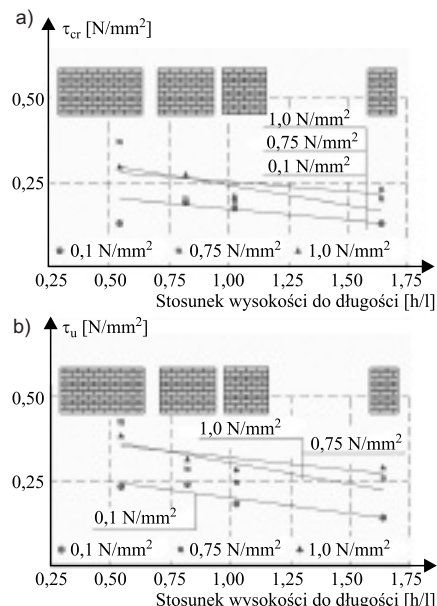 a) τcr [N/mm²]
0,50
1,0 N/mm²
0,75 N/mm²
0,1 N/mm²
0,25
0,1 N/mm² 0,75 N/mm² 1,0 N/mm²
0,25 0,50 0,75 1,00 1,25 1,50 1,75
Stosunek wysokości do długości [h/l]
b) τu [N/mm²]
0,50
1,0 N/mm²
0,75 N/mm²
0,25
0,1 N/mm²
0,1 N/mm² 0,75 N/mm² 1,0 N/mm²
0,25 0,50 0,75 1,00 1,25 1,50 1,75
Stosunek wysokości do długości [h/l]